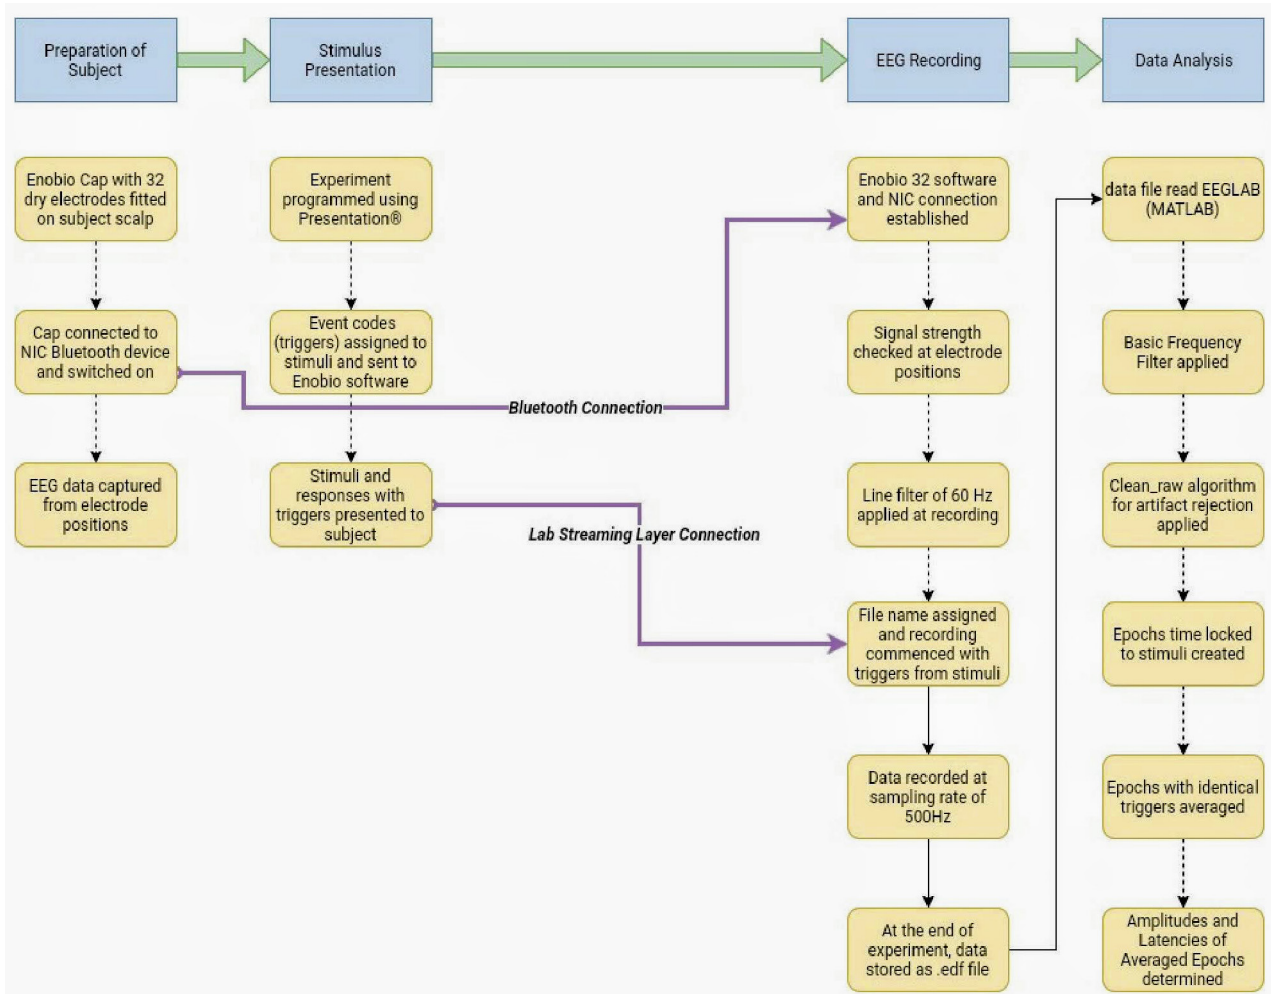 Preparation of
Subject
Stimulus
Presentation
EEG Recording
Data Analysis
Enobio Cap with 32
dry electrodes fitted
on subject scalp
Cap connected to
NIC Bluetooth device
and switched on
EEG data captured
from electrode
positions
Experiment
programmed using
Presentation®
Event codes
(triggers) assigned to
stimuli and sent to
Enobio software
Stimuli and
responses with
triggers presented to
subject
Bluetooth Connection
Lab Streaming Layer Connection
Enobio 32 software
and NIC connection
established
Signal strength
checked at electrode
positions
Line filter of 60 Hz
applied at recording
File name assigned
and recording
commenced with
triggers from stimuli
Data recorded at
sampling rate of
500Hz
At the end of
experiment, data
stored as .edf file
data file read EEGLAB
(MATLAB)
Basic Frequency
Filter applied
Clean_raw algorithm
for artifact rejection
applied
Epochs time locked
to stimuli created
Epochs with identical
triggers averaged
Amplitudes and
Latencies of
Averaged Epochs
determined